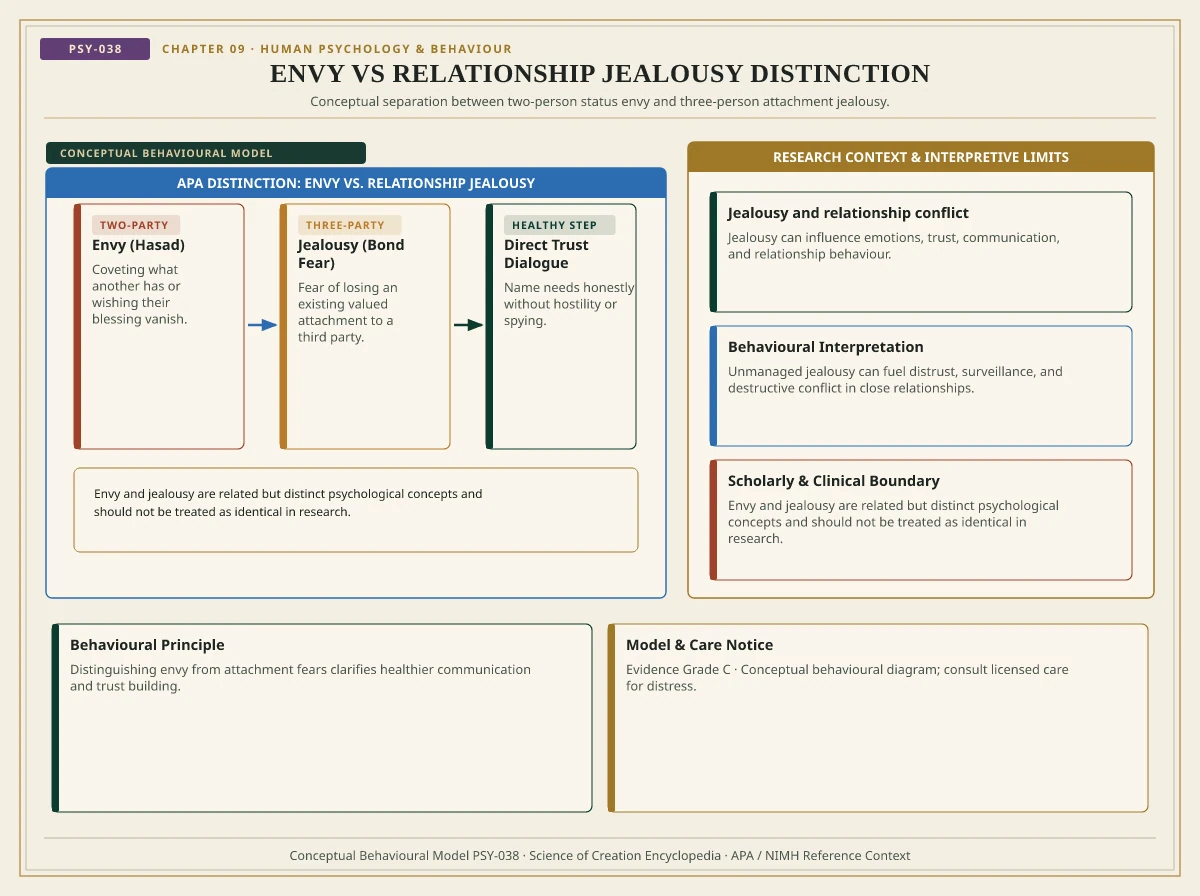 PSY-038
CHAPTER 09 · HUMAN PSYCHOLOGY & BEHAVIOUR
ENVY VS RELATIONSHIP JEALOUSY DISTINCTION
Conceptual separation between two-person status envy and three-person attachment jealousy.
CONCEPTUAL BEHAVIOURAL MODEL
APA DISTINCTION: ENVY VS. RELATIONSHIP JEALOUSY
TWO-PARTY
Envy (Hasad)
Coveting what
another has or
wishing their
blessing vanish.
THREE-PARTY
Jealousy (Bond
Fear)
Fear of losing an
existing valued
attachment to a
third party.
HEALTHY STEP
Direct Trust
Dialogue
Name needs honestly
without hostility or
spying.
Envy and jealousy are related but distinct psychological concepts and
should not be treated as identical in research.
RESEARCH CONTEXT & INTERPRETIVE LIMITS
Jealousy and relationship conflict
Jealousy can influence emotions, trust, communication,
and relationship behaviour.
Behavioural Interpretation
Unmanaged jealousy can fuel distrust, surveillance, and
destructive conflict in close relationships.
Scholarly & Clinical Boundary
Envy and jealousy are related but distinct psychological
concepts and should not be treated as identical in
research.
Behavioural Principle
Distinguishing envy from attachment fears clarifies healthier communication
and trust building.
Model & Care Notice
Evidence Grade C · Conceptual behavioural diagram; consult licensed care
for distress.
Conceptual Behavioural Model PSY-038 · Science of Creation Encyclopedia · APA / NIMH Reference Context